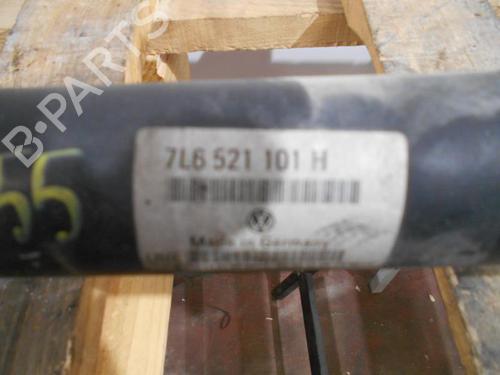 B-PARTS
7L6 521 101 H
55
Made in Germany